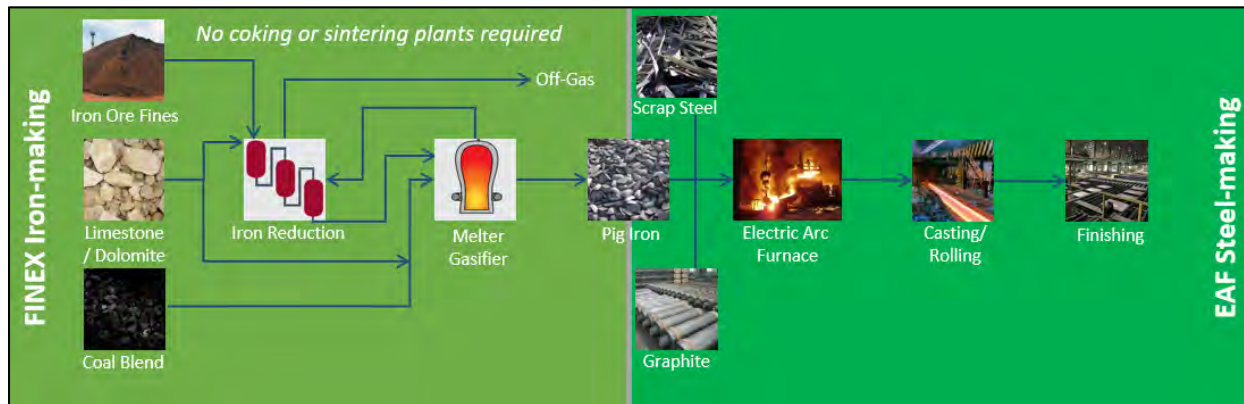 FINEX Iron-making
No coking or sintering plants required
Off-Gas
Iron Ore Fines
Limestone
/ Dolomite
Coal Blend
Iron Reduction
Melter
Gasifier
Pig Iron
Scrap Steel
Graphite
Electric Arc
Furnace
Casting/
Rolling
Finishing
EAF Steel-making